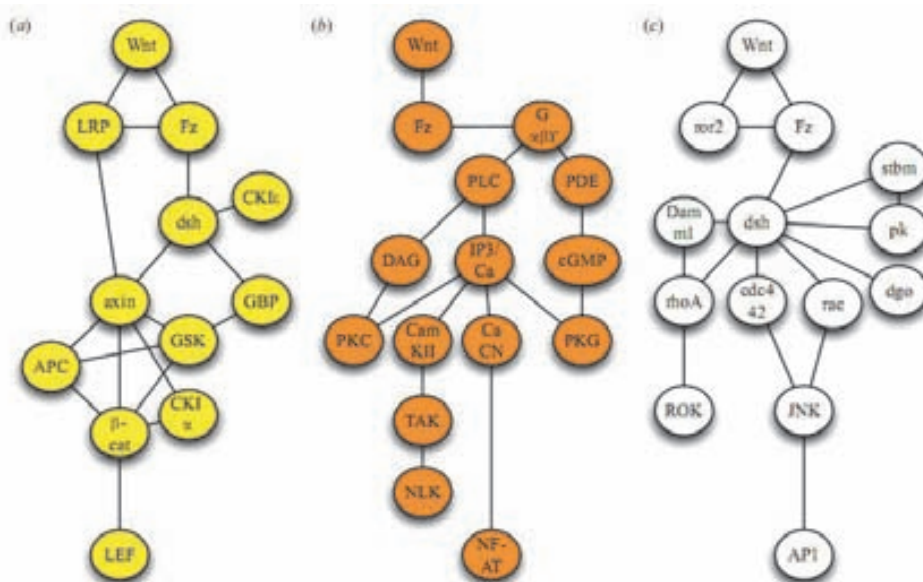 (a)
Wnt
LRP
Fz
CKIε
dsh
axin
GBP
GSK
APC
CKI
α
β-
cat
LEF
(b)
Wnt
Fz
G
αβγ
PLC
PDE
DAG
IP3/
Ca
cGMP
PKC
Cam
KII
Ca
CN
PKG
TAK
NLK
NF-
AT
(c)
Wnt
ror2
Fz
stbm
Dam
m1
dsh
pk
rhoA
cdc4
42
rac
dgo
ROK
JNK
AP1